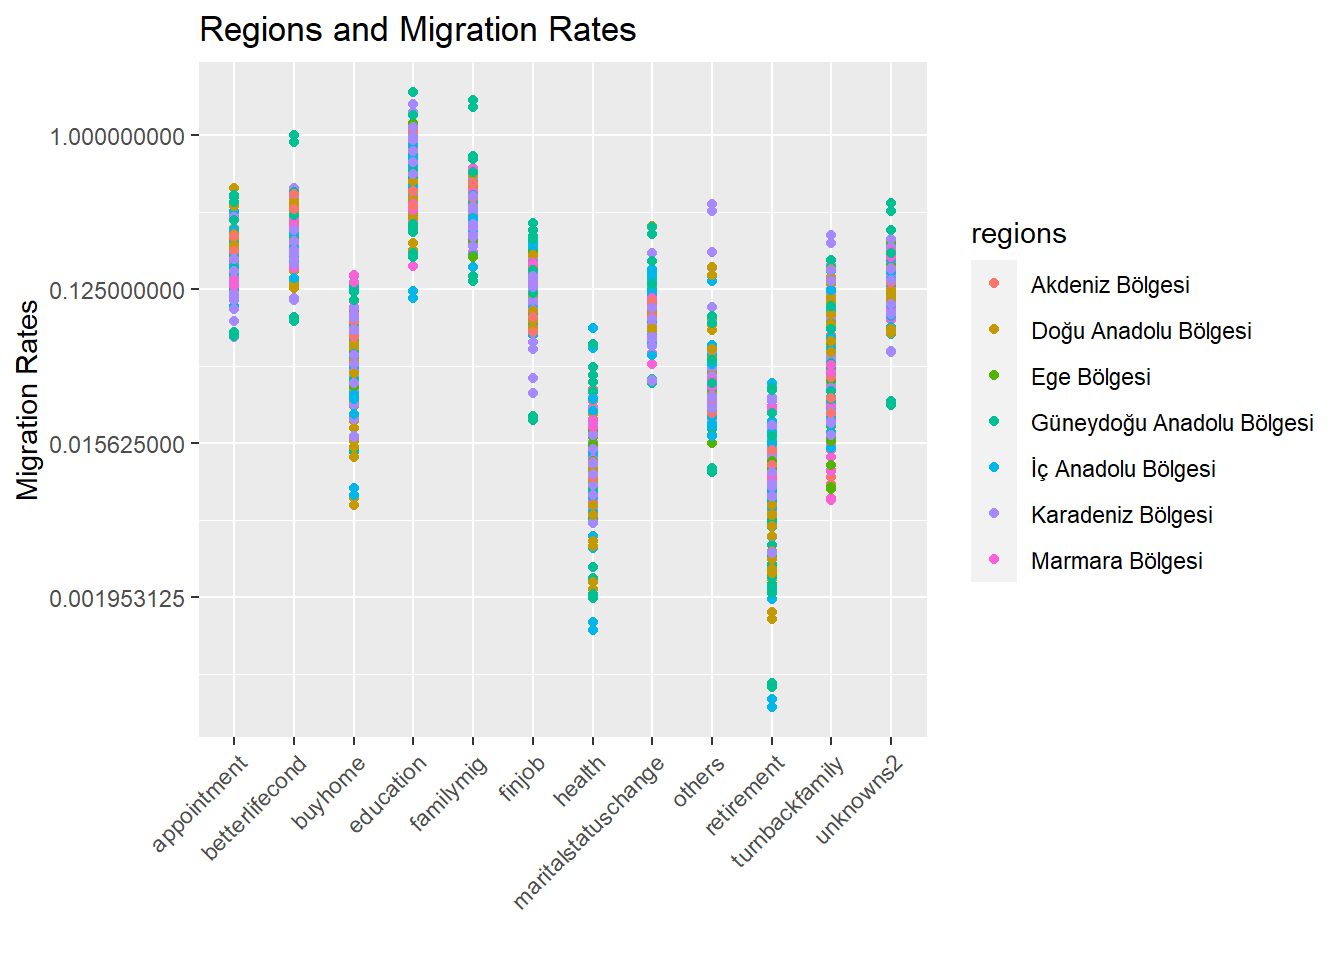 Regions and Migration Rates
Migration Rates
1.000000000
0.125000000
0.015625000
0.001953125
appointment
betterlifecond
buyhome
education
familymig
finjob
health
maritalstatuschange
others
retirement
turnbackfamily
unknowns2
regions
Akdeniz Bölgesi
Doğu Anadolu Bölgesi
Ege Bölgesi
Güneydoğu Anadolu Bölgesi
İç Anadolu Bölgesi
Karadeniz Bölgesi
Marmara Bölgesi